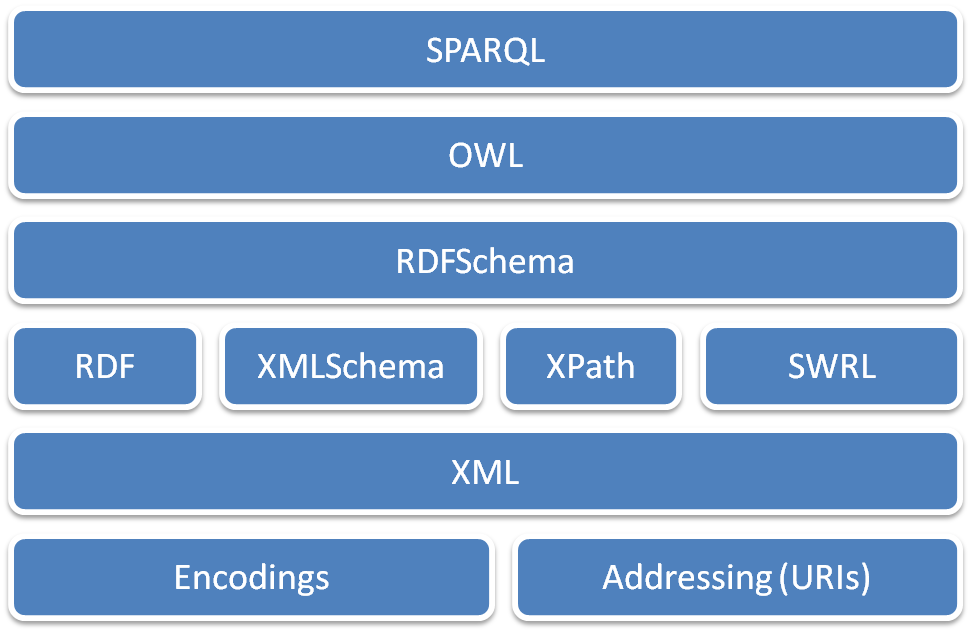 SPARQL
OWL
RDFSchema
RDF
XMLSchema
XPath
SWRL
XML
Encodings
Addressing (URIs)